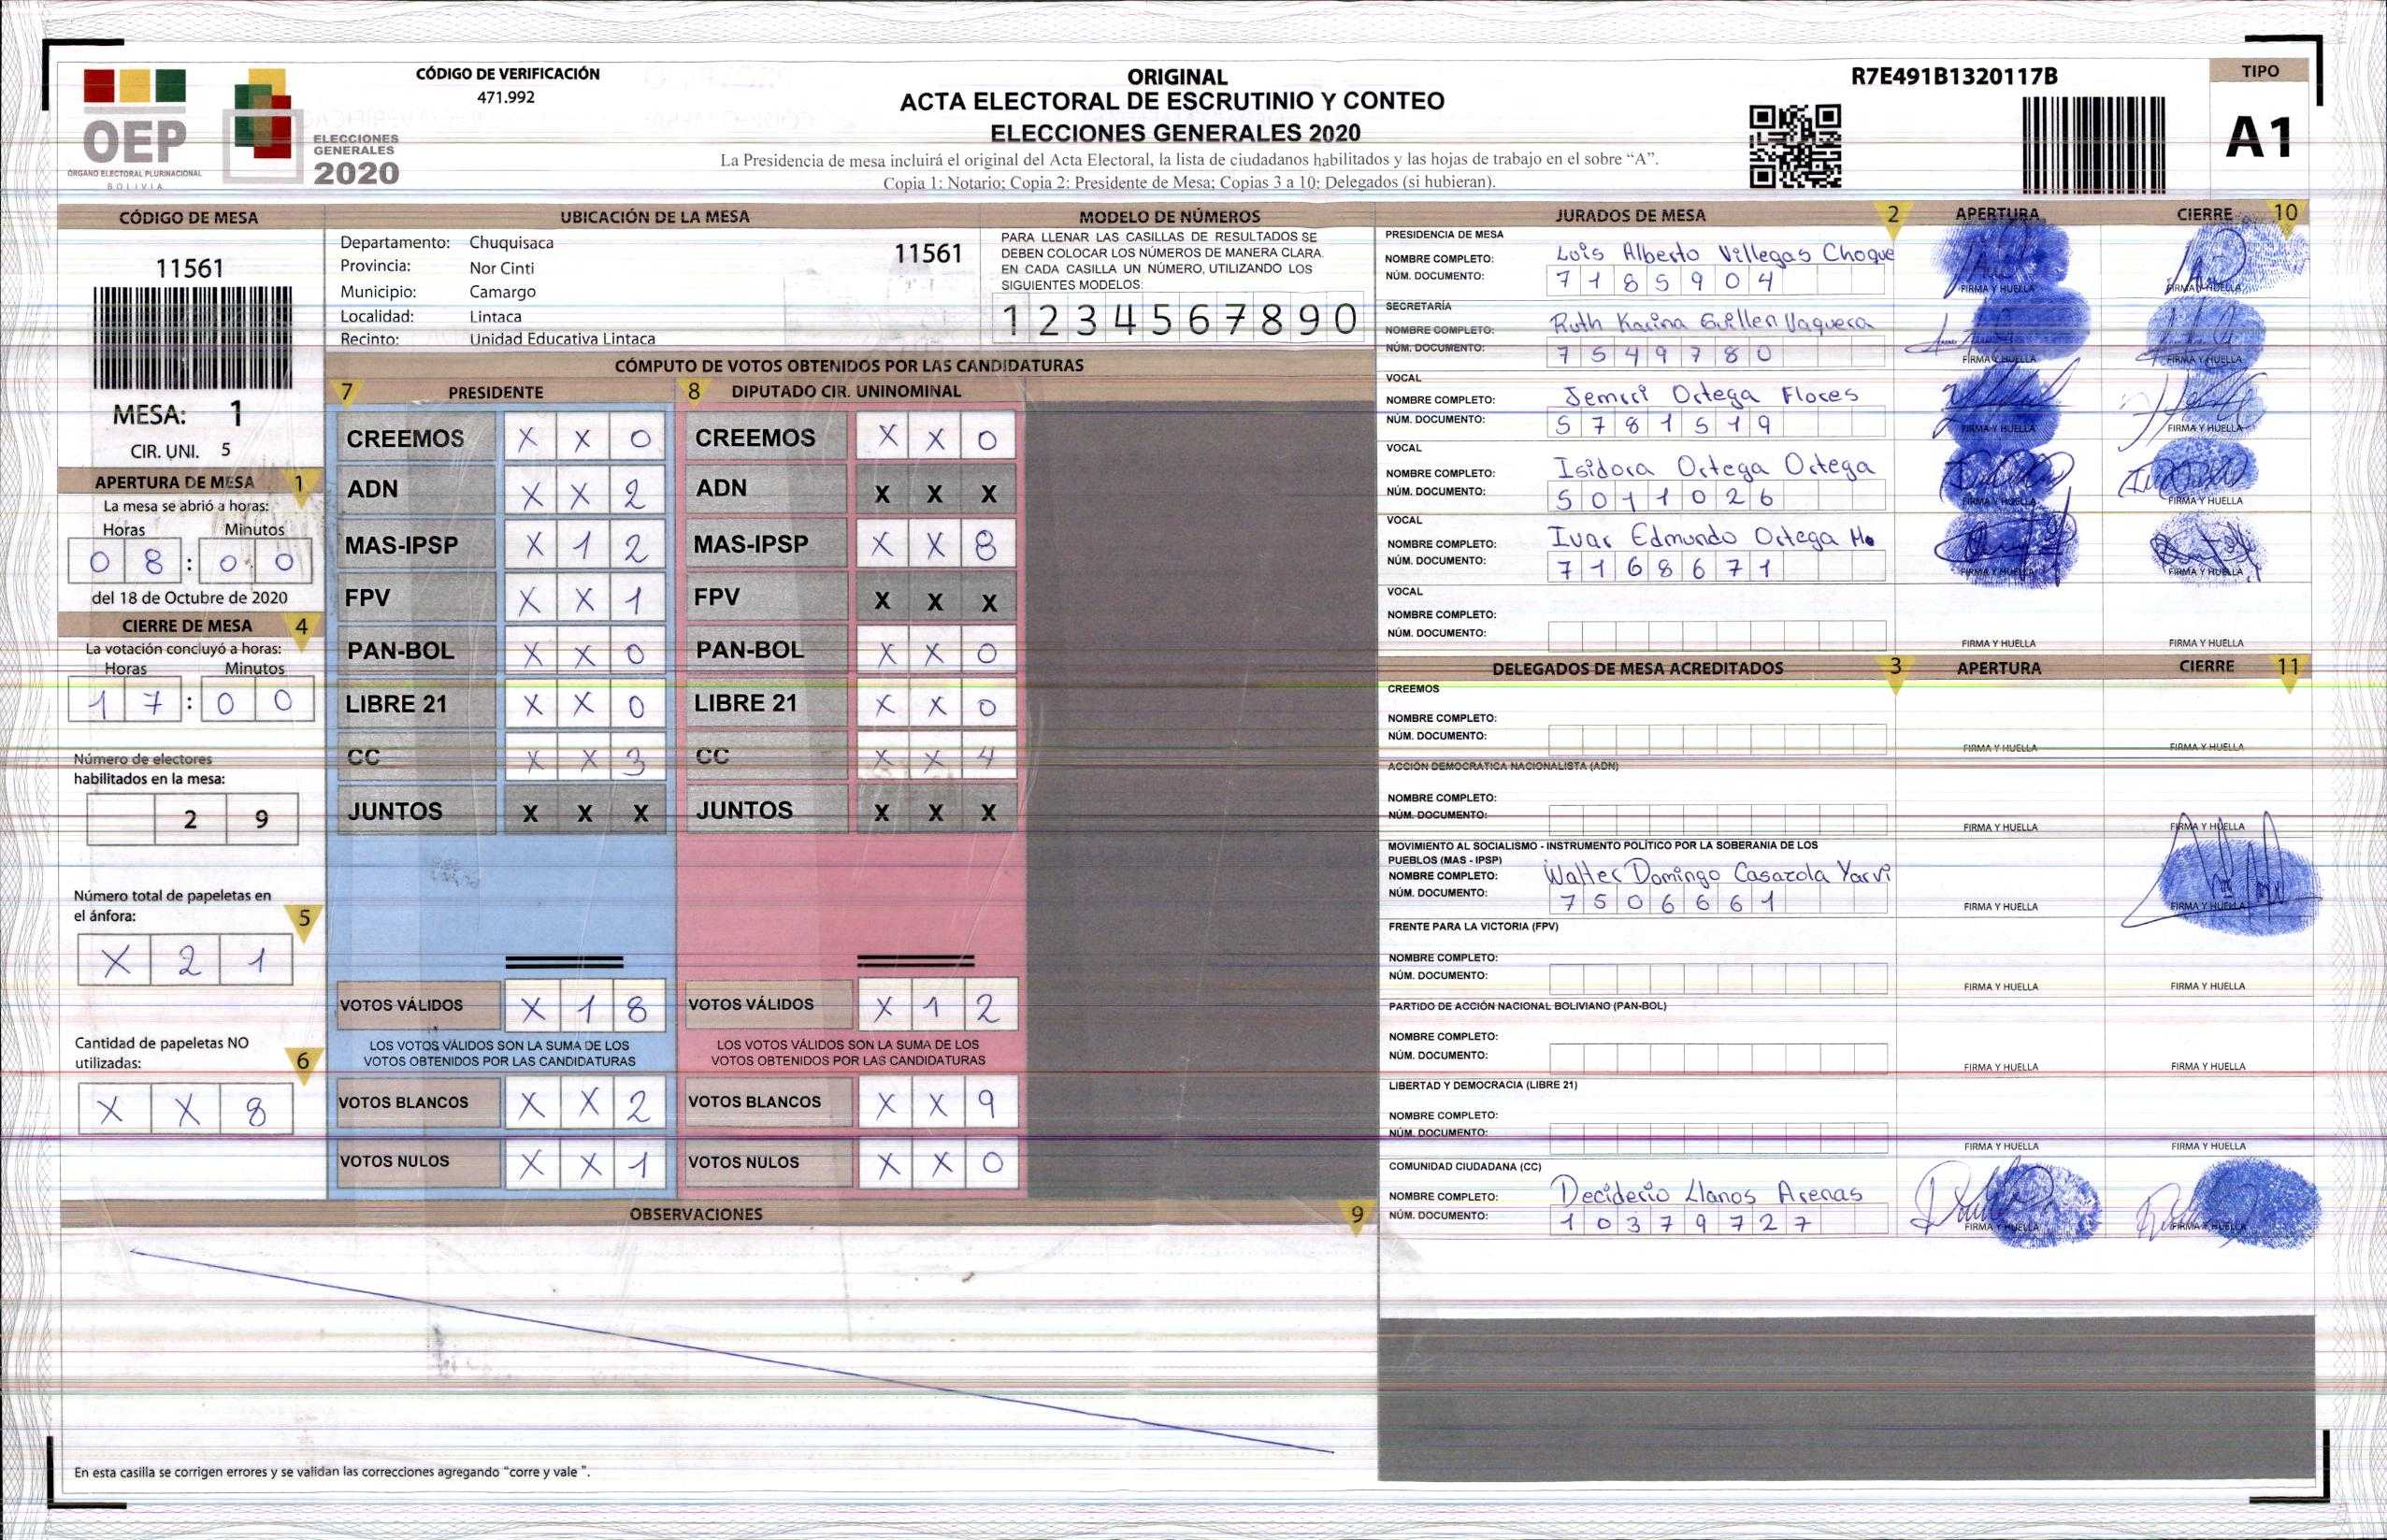 CÓDIGO DE VERIFICACIÓN
471.992
OEP
ÓRGANO ELECTORAL PLURINACIONAL
BOLIVIA
ELECCIONES
GENERALES
2020
ORIGINAL
ACTA ELECTORAL DE ESCRUTINIO Y CONTEO
ELECCIONES GENERALES 2020
La Presidencia de mesa incluirá el original del Acta Electoral, la lista de ciudadanos habilitados y las hojas de trabajo en el sobre “A”.
Copia 1: Notario; Copia 2: Presidente de Mesa; Copias 3 a 10: Delegados (si hubieran).
R7E491B1320117B
TIPO
A1
CÓDIGO DE MESA
11561
MESA: 1
CIR. UNI. 5
APERTURA DE MESA 1
La mesa se abrió a horas:
Horas Minutos
0 8 : 0 0
del 18 de Octubre de 2020
CIERRE DE MESA 4
La votación concluyó a horas:
Horas Minutos
1 7 : 0 0
Número de electores
habilitados en la mesa:
2 9
Número total de papeletas en
el ánfora: 5
X 2 1
Cantidad de papeletas NO
utilizadas: 6
X X 8
UBICACIÓN DE LA MESA
Departamento: Chuquisaca
11561
Provincia: Nor Cinti
Municipio: Camargo
Localidad: Lintaca
Recinto: Unidad Educativa Lintaca
MODELO DE NÚMEROS
PARA LLENAR LAS CASILLAS DE RESULTADOS SE
DEBEN COLOCAR LOS NÚMEROS DE MANERA CLARA.
EN CADA CASILLA UN NÚMERO, UTILIZANDO LOS
SIGUIENTES MODELOS:
1 2 3 4 5 6 7 8 9 0
CÓMPUTO DE VOTOS OBTENIDOS POR LAS CANDIDATURAS
7 PRESIDENTE 8 DIPUTADO CIR. UNINOMINAL
CREEMOS X X 0 CREEMOS X X 0
ADN X X 2 ADN X X X
MAS-IPSP X 1 2 MAS-IPSP X X 8
FPV X X 1 FPV X X X
PAN-BOL X X 0 PAN-BOL X X 0
LIBRE 21 X X 0 LIBRE 21 X X 0
CC X X 3 CC X X 4
JUNTOS X X X JUNTOS X X X
VOTOS VÁLIDOS X 1 8 VOTOS VÁLIDOS X 1 2
LOS VOTOS VÁLIDOS SON LA SUMA DE LOS LOS VOTOS VÁLIDOS SON LA SUMA DE LOS
VOTOS OBTENIDOS POR LAS CANDIDATURAS VOTOS OBTENIDOS POR LAS CANDIDATURAS
VOTOS BLANCOS X X 2 VOTOS BLANCOS X X 9
VOTOS NULOS X X 1 VOTOS NULOS X X 0
OBSERVACIONES 9
En esta casilla se corrigen errores y se validan las correcciones agregando “corre y vale ”.
JURADOS DE MESA 2 APERTURA CIERRE 10
PRESIDENCIA DE MESA
NOMBRE COMPLETO: Luis Alberto Villegas Choque
NÚM. DOCUMENTO: 7 1 8 5 9 0 4
FIRMA Y HUELLA FIRMA Y HUELLA
SECRETARÍA
NOMBRE COMPLETO: Ruth Karina Guillen Vaquera
NÚM. DOCUMENTO: 7 5 4 9 7 8 0
FIRMA Y HUELLA FIRMA Y HUELLA
VOCAL
NOMBRE COMPLETO: Ortega Flores
NÚM. DOCUMENTO: 5 7 8 1 5 1 9
FIRMA Y HUELLA FIRMA Y HUELLA
VOCAL
NOMBRE COMPLETO: Isidora Ortega Ortega
NÚM. DOCUMENTO: 5 0 1 1 0 2 6
FIRMA Y HUELLA FIRMA Y HUELLA
VOCAL
NOMBRE COMPLETO: Ivar Edmundo Ortega
NÚM. DOCUMENTO: 7 1 6 8 6 7 1
FIRMA Y HUELLA FIRMA Y HUELLA
VOCAL
NOMBRE COMPLETO:
NÚM. DOCUMENTO:
FIRMA Y HUELLA FIRMA Y HUELLA
DELEGADOS DE MESA ACREDITADOS 3 APERTURA CIERRE 11
CREEMOS
NOMBRE COMPLETO:
NÚM. DOCUMENTO:
FIRMA Y HUELLA FIRMA Y HUELLA
ACCIÓN DEMOCRATICA NACIONALISTA (ADN)
NOMBRE COMPLETO:
NÚM. DOCUMENTO:
FIRMA Y HUELLA FIRMA Y HUELLA
MOVIMIENTO AL SOCIALISMO - INSTRUMENTO POLÍTICO POR LA SOBERANIA DE LOS
PUEBLOS (MAS - IPSP)
NOMBRE COMPLETO: Walter Domingo Casazola Yarvi
NÚM. DOCUMENTO: 7 5 0 6 6 6 1
FIRMA Y HUELLA FIRMA Y HUELLA
FRENTE PARA LA VICTORIA (FPV)
NOMBRE COMPLETO:
NÚM. DOCUMENTO:
FIRMA Y HUELLA FIRMA Y HUELLA
PARTIDO DE ACCIÓN NACIONAL BOLIVIANO (PAN-BOL)
NOMBRE COMPLETO:
NÚM. DOCUMENTO:
FIRMA Y HUELLA FIRMA Y HUELLA
LIBERTAD Y DEMOCRACIA (LIBRE 21)
NOMBRE COMPLETO:
NÚM. DOCUMENTO:
FIRMA Y HUELLA FIRMA Y HUELLA
COMUNIDAD CIUDADANA (CC)
NOMBRE COMPLETO: Deciderio Llanos Arenas
NÚM. DOCUMENTO: 1 0 3 7 9 7 2 7
FIRMA Y HUELLA FIRMA Y HUELLA